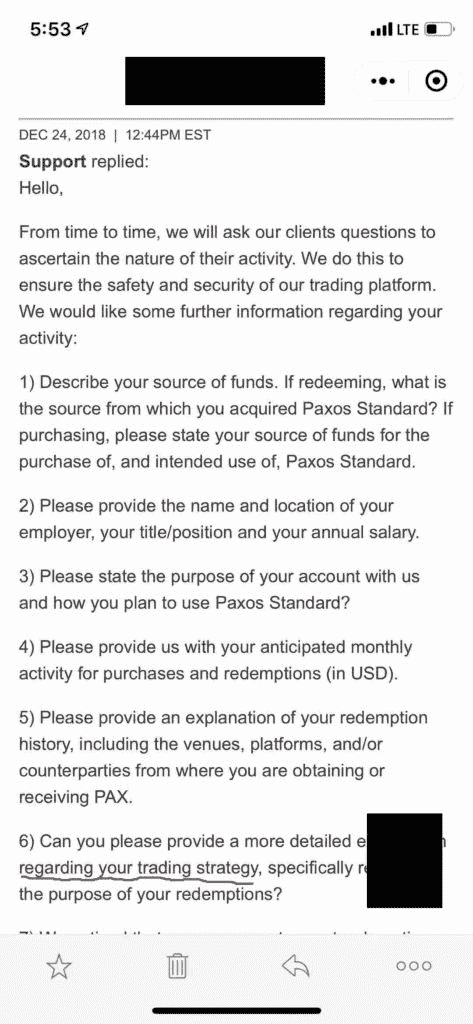 5:53
LTE
DEC 24, 2018 | 12:44PM EST
Support replied:
Hello,
From time to time, we will ask our clients questions to
ascertain the nature of their activity. We do this to
ensure the safety and security of our trading platform.
We would like some further information regarding your
activity:
1) Describe your source of funds. If redeeming, what is
the source from which you acquired Paxos Standard? If
purchasing, please state your source of funds for the
purchase of, and intended use of, Paxos Standard.
2) Please provide the name and location of your
employer, your title/position and your annual salary.
3) Please state the purpose of your account with us
and how you plan to use Paxos Standard?
4) Please provide us with your anticipated monthly
activity for purchases and redemptions (in USD).
5) Please provide an explanation of your redemption
history, including the venues, platforms, and/or
counterparties from where you are obtaining or
receiving PAX.
6) Can you please provide a more detailed
regarding your trading strategy, specifically
the purpose of your redemptions?